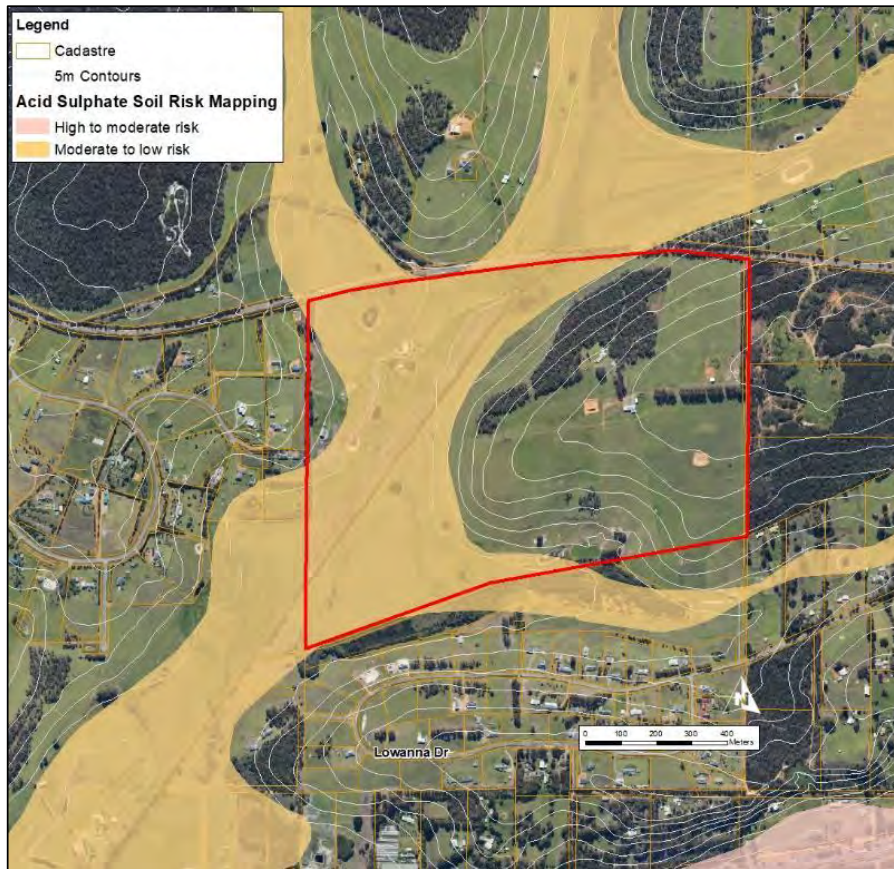 Legend
Cadastre
5m Contours
Acid Sulphate Soil Risk Mapping
High to moderate risk
Moderate to low risk
N
0 100 200 300 400
Meters
Lowanna Dr